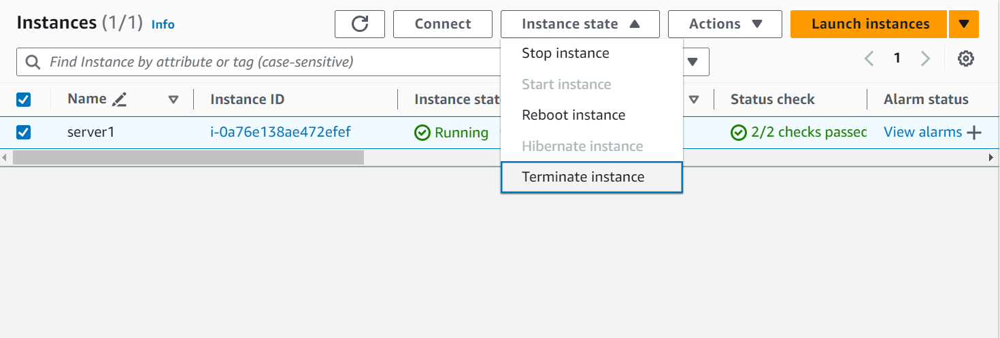 Instances (1/1) Info
Connect
Instance state
Actions
Launch instances
Find Instance by attribute or tag (case-sensitive)
1
Stop instance
Start instance
Reboot instance
Hibernate instance
Terminate instance
Name
Instance ID
Instance stat
Status check
Alarm status
server1
i-0a76e138ae472efef
Running
2/2 checks passed
View alarms